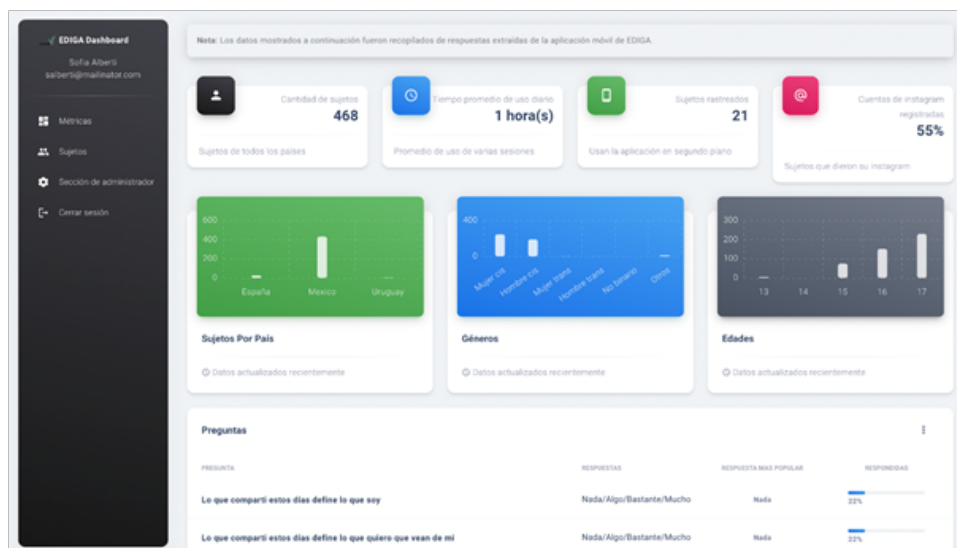 EDIGA Dashboard
Sofia Alberti
salberti@mailinator.com
Métricas
Sujetos
Sección de administrador
Cerrar sesión
Nota: Los datos mostrados a continuación fueron recopilados de respuestas extraídas de la aplicación móvil de EDIGA.
Cantidad de sujetos
468
Sujetos de todos los países
Tiempo promedio de uso diario
1 hora(s)
Promedio de uso de varias sesiones
Sujetos rastreados
21
Usan la aplicación en segundo plano
Cuentas de instagram
registradas
55%
Sujetos que dieron su instagram
600
400
200
0
España Mexico Uruguay
Sujetos Por País
Datos actualizados recientemente
400
0
Mujer cis Hombre cis Mujer trans Hombre trans No binario Otros
Géneros
Datos actualizados recientemente
300
200
100
0
13 14 15 16 17
Edades
Datos actualizados recientemente
Preguntas
PREGUNTA RESPUESTAS RESPUESTA MAS POPULAR RESPONDIDAS
Lo que compartí estos días define lo que soy Nada/Algo/Bastante/Mucho Nada 22%
Lo que compartí estos días define lo que quiero que vean de mí Nada/Algo/Bastante/Mucho Nada 22%